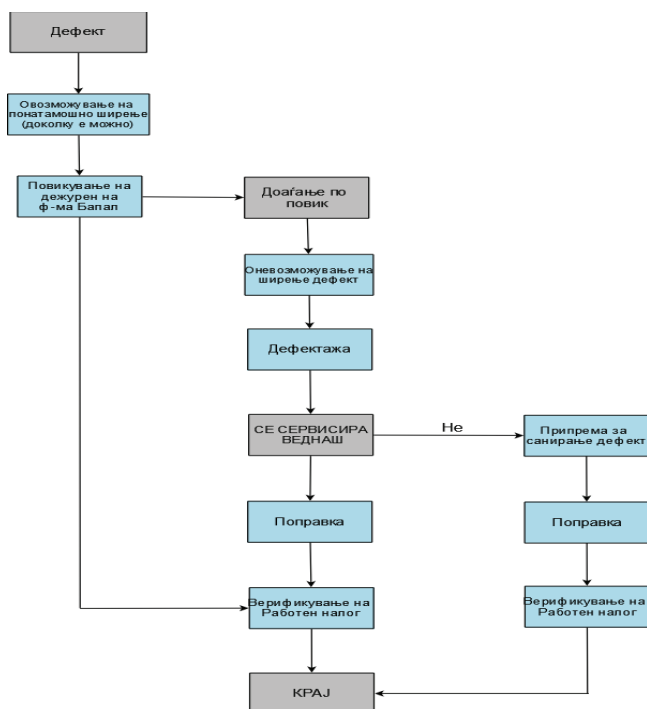 Дефект
Овозможување на
понатамошно ширење
(доколку е можно)
Повикување на
дежурен на
ф-ма Бапал
Доаѓање по
повик
Оневозможување на
ширење дефект
Дефектажа
СЕ СЕРВИСИРА
ВЕДНАШ
Не
Припрема за
санирање дефект
Поправка
Поправка
Верификување на
Работен налог
Верификување на
Работен налог
КРАЈ